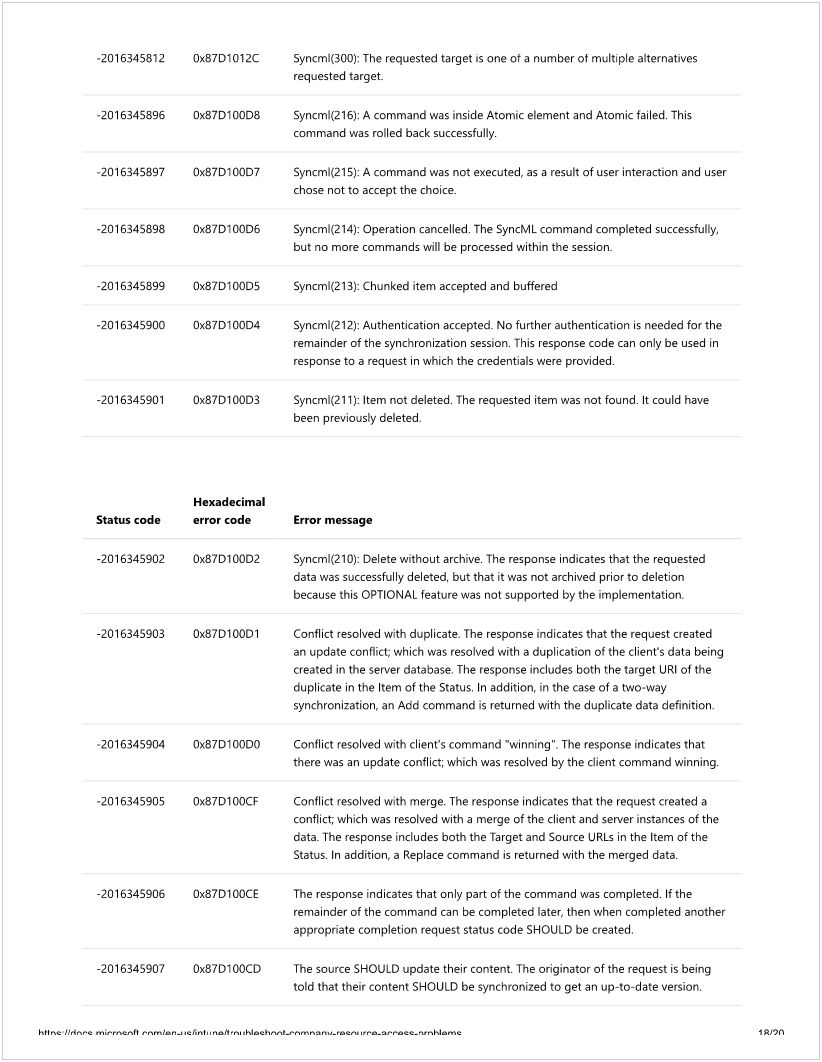 -2016345812 0x87D1012C Syncml(300): The requested target is one of a number of multiple alternatives
requested target.
-2016345896 0x87D100D8 Syncml(216): A command was inside Atomic element and Atomic failed. This
command was rolled back successfully.
-2016345897 0x87D100D7 Syncml(215): A command was not executed, as a result of user interaction and user
chose not to accept the choice.
-2016345898 0x87D100D6 Syncml(214): Operation cancelled. The SyncML command completed successfully,
but no more commands will be processed within the session.
-2016345899 0x87D100D5 Syncml(213): Chunked item accepted and buffered
-2016345900 0x87D100D4 Syncml(212): Authentication accepted. No further authentication is needed for the
remainder of the synchronization session. This response code can only be used in
response to a request in which the credentials were provided.
-2016345901 0x87D100D3 Syncml(211): Item not deleted. The requested item was not found. It could have
been previously deleted.
Hexadecimal
Status code error code Error message
-2016345902 0x87D100D2 Syncml(210): Delete without archive. The response indicates that the requested
data was successfully deleted, but that it was not archived prior to deletion
because this OPTIONAL feature was not supported by the implementation.
-2016345903 0x87D100D1 Conflict resolved with duplicate. The response indicates that the request created
an update conflict; which was resolved with a duplication of the client's data being
created in the server database. The response includes both the target URI of the
duplicate in the Item of the Status. In addition, in the case of a two-way
synchronization, an Add command is returned with the duplicate data definition.
-2016345904 0x87D100D0 Conflict resolved with client's command "winning". The response indicates that
there was an update conflict; which was resolved by the client command winning.
-2016345905 0x87D100CF Conflict resolved with merge. The response indicates that the request created a
conflict; which was resolved with a merge of the client and server instances of the
data. The response includes both the Target and Source URLs in the Item of the
Status. In addition, a Replace command is returned with the merged data.
-2016345906 0x87D100CE The response indicates that only part of the command was completed. If the
remainder of the command can be completed later, then when completed another
appropriate completion request status code SHOULD be created.
-2016345907 0x87D100CD The source SHOULD update their content. The originator of the request is being
told that their content SHOULD be synchronized to get an up-to-date version.
https://docs.microsoft.com/en-us/intune/troubleshoot-company-resource-access-problems 18/20